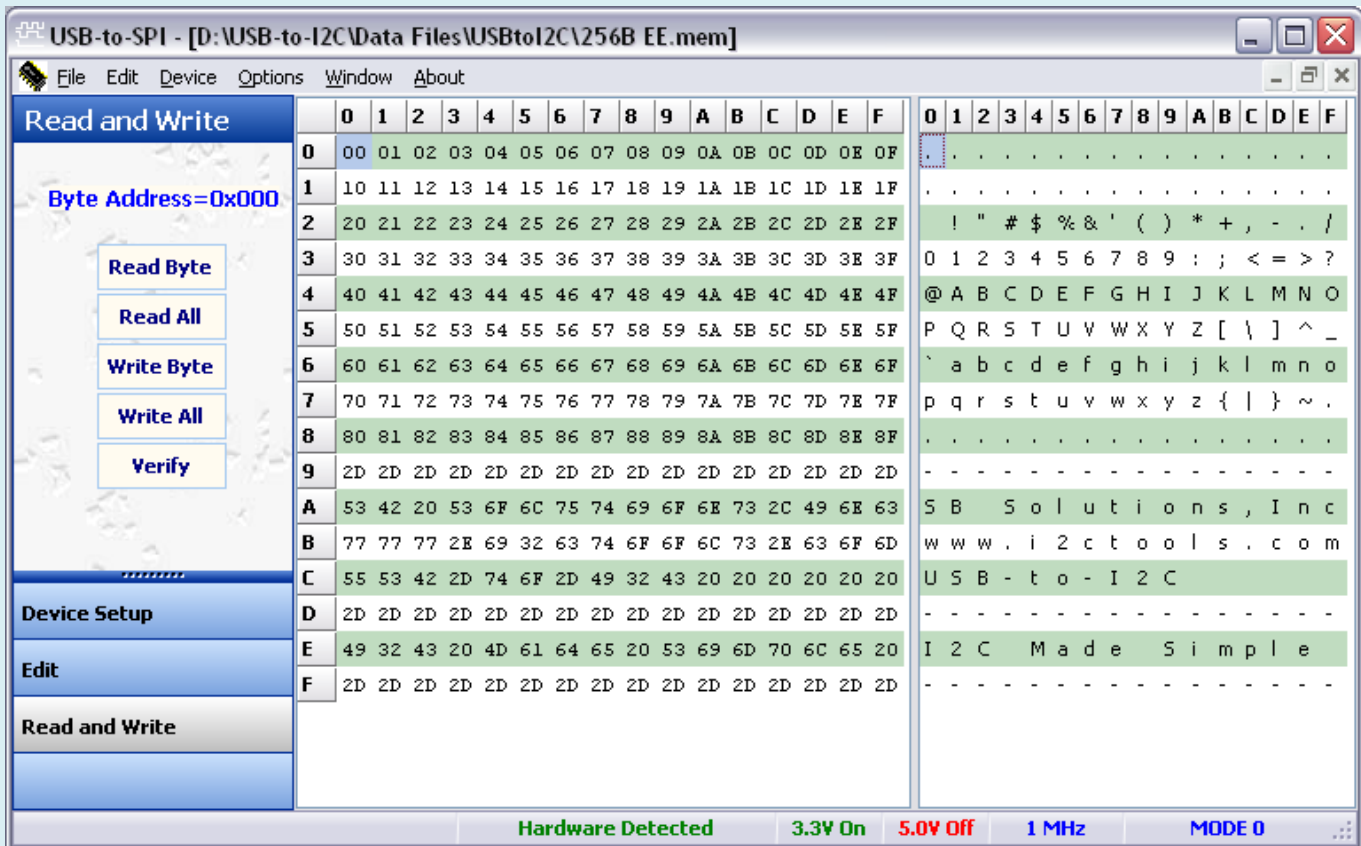 USB-to-SPI - [D:\USB-to-I2C\Data Files\USBtoI2C\256B EE.mem]
File Edit Device Options Window About
Read and Write
Byte Address=0x000
Read Byte
Read All
Write Byte
Write All
Verify
Device Setup
Edit
Read and Write
0 1 2 3 4 5 6 7 8 9 A B C D E F
0 00 01 02 03 04 05 06 07 08 09 0A 0B 0C 0D 0E 0F
1 10 11 12 13 14 15 16 17 18 19 1A 1B 1C 1D 1E 1F
2 20 21 22 23 24 25 26 27 28 29 2A 2B 2C 2D 2E 2F
3 30 31 32 33 34 35 36 37 38 39 3A 3B 3C 3D 3E 3F
4 40 41 42 43 44 45 46 47 48 49 4A 4B 4C 4D 4E 4F
5 50 51 52 53 54 55 56 57 58 59 5A 5B 5C 5D 5E 5F
6 60 61 62 63 64 65 66 67 68 69 6A 6B 6C 6D 6E 6F
7 70 71 72 73 74 75 76 77 78 79 7A 7B 7C 7D 7E 7F
8 80 81 82 83 84 85 86 87 88 89 8A 8B 8C 8D 8E 8F
9 2D 2D 2D 2D 2D 2D 2D 2D 2D 2D 2D 2D 2D 2D 2D 2D
A 53 42 20 53 6F 6C 75 74 69 6F 6E 73 2C 49 6E 63
B 77 77 77 2E 69 32 63 74 6F 6F 6C 73 2E 63 6F 6D
C 55 53 42 2D 74 6F 2D 49 32 43 20 20 20 20 20 20
D 2D 2D 2D 2D 2D 2D 2D 2D 2D 2D 2D 2D 2D 2D 2D 2D
E 49 32 43 20 4D 61 64 65 20 53 69 6D 70 6C 65 20
F 2D 2D 2D 2D 2D 2D 2D 2D 2D 2D 2D 2D 2D 2D 2D 2D
0 1 2 3 4 5 6 7 8 9 A B C D E F
. . . . . . . . . . . . . . . .
. . . . . . . . . . . . . . . .
! " # $ % & ' ( ) * + , - . /
0 1 2 3 4 5 6 7 8 9 : ; < = > ?
@ A B C D E F G H I J K L M N O
P Q R S T U V W X Y Z [ \ ] ^ _
` a b c d e f g h i j k l m n o
p q r s t u v w x y z { | } ~ .
. . . . . . . . . . . . . . . .
- - - - - - - - - - - - - - - -
S B   S o l u t i o n s , I n c
w w w . i 2 c t o o l s . c o m
U S B - t o - I 2 C
- - - - - - - - - - - - - - - -
I 2 C   M a d e   S i m p l e
- - - - - - - - - - - - - - - -
Hardware Detected 3.3V On 5.0V Off 1 MHz MODE 0